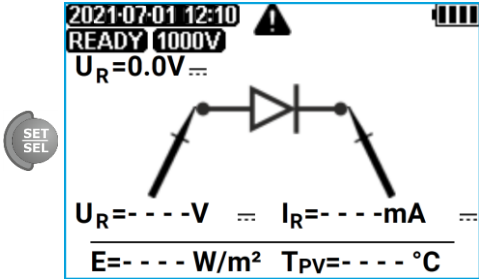 2021-07-01 12:10
READY 1000V
UR=0.0V⎓
SET
SEL
UR=- - - -V ⎓ IR=- - - -mA ⎓
E=- - - - W/m² TPV=- - - - °C